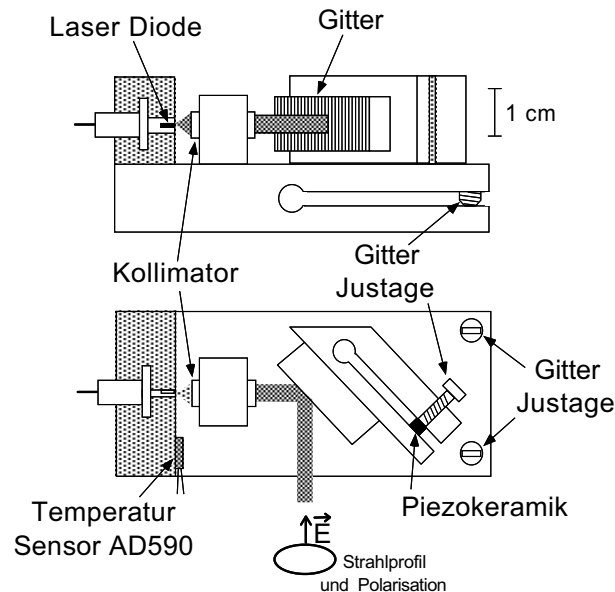 Laser Diode
Gitter
1 cm
Kollimator
Gitter
Justage
Gitter
Justage
Temperatur
Sensor AD590
Piezokeramik
E
Strahlprofil
und Polarisation